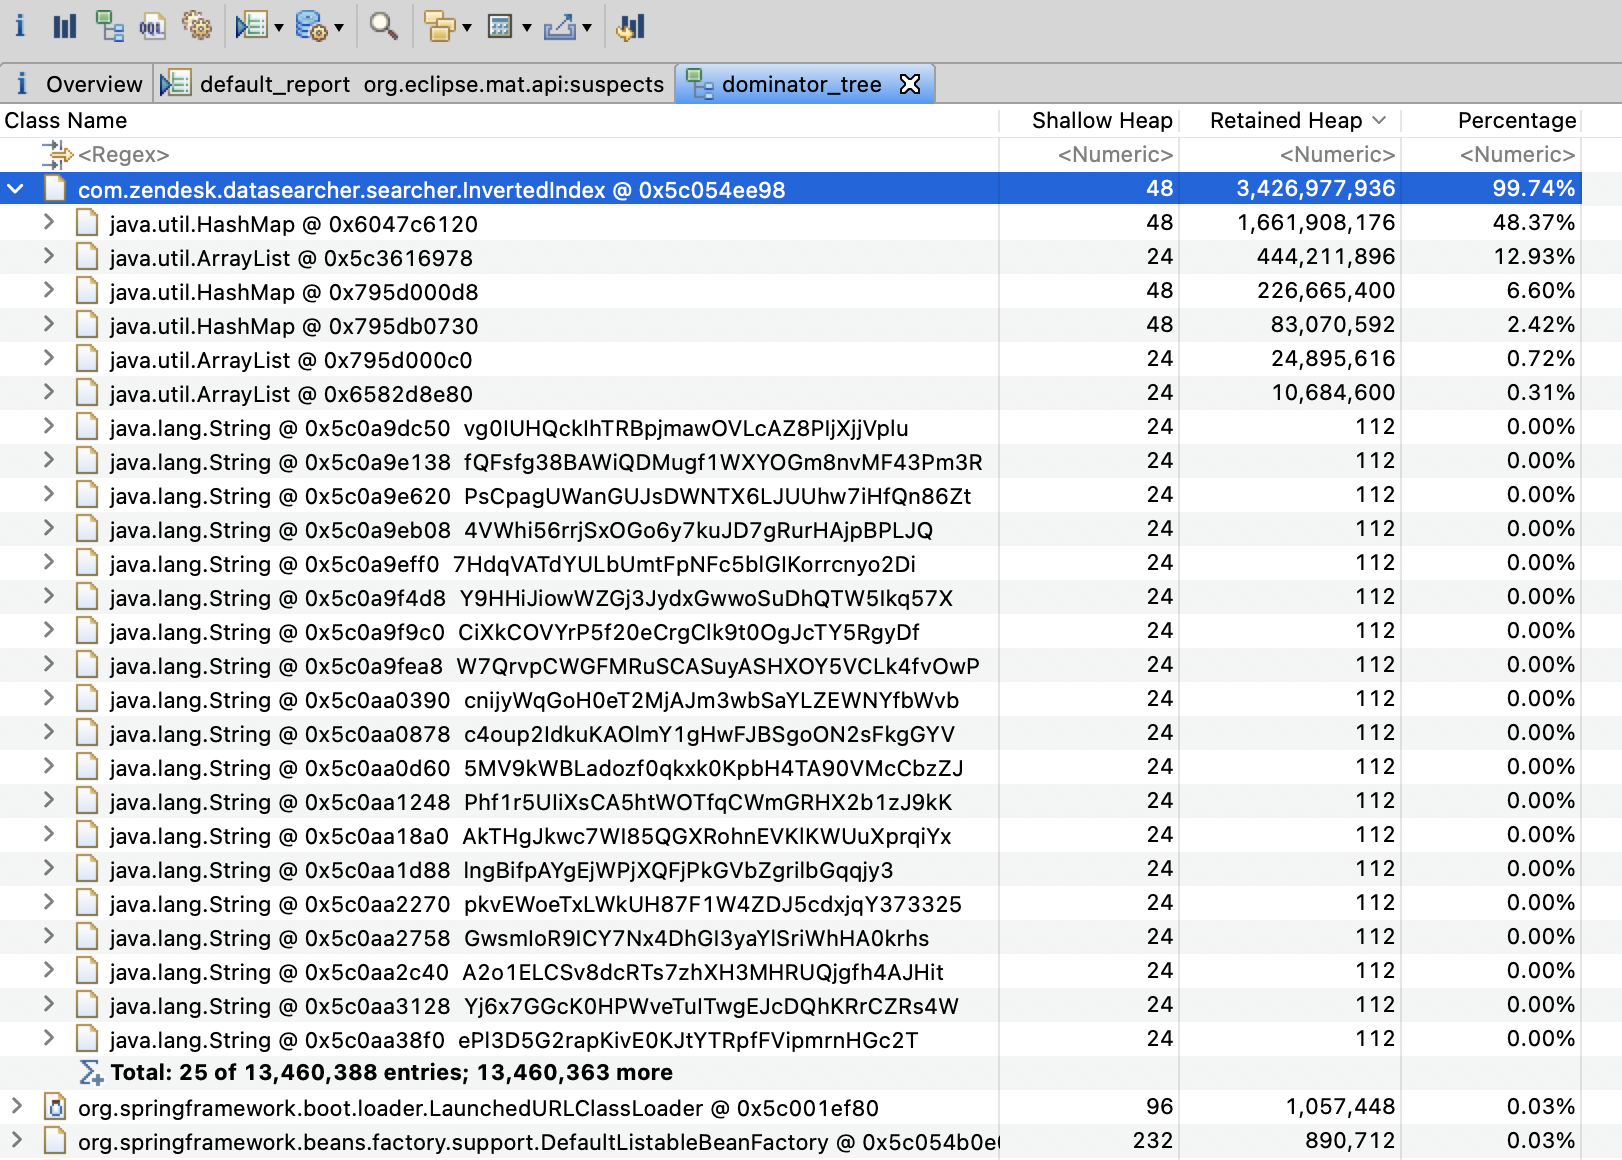 OQL
Overview default_report org.eclipse.mat.api:suspects dominator_tree
Class Name Shallow Heap Retained Heap Percentage
<Regex> <Numeric> <Numeric> <Numeric>
com.zendesk.datasearcher.searcher.InvertedIndex @ 0x5c054ee98 48 3,426,977,936 99.74%
java.util.HashMap @ 0x6047c6120 48 1,661,908,176 48.37%
java.util.ArrayList @ 0x5c3616978 24 444,211,896 12.93%
java.util.HashMap @ 0x795d000d8 48 226,665,400 6.60%
java.util.HashMap @ 0x795db0730 48 83,070,592 2.42%
java.util.ArrayList @ 0x795d000c0 24 24,895,616 0.72%
java.util.ArrayList @ 0x6582d8e80 24 10,684,600 0.31%
java.lang.String @ 0x5c0a9dc50 vg0IUHQcklhTRBpjmawOVLcAZ8PljXjjVplu 24 112 0.00%
java.lang.String @ 0x5c0a9e138 fQFsfg38BAWiQDMugf1WXYOGm8nvMF43Pm3R 24 112 0.00%
java.lang.String @ 0x5c0a9e620 PsCpagUWanGUJsDWNTX6LJUUhw7iHfQn86Zt 24 112 0.00%
java.lang.String @ 0x5c0a9eb08 4VWhi56rrjSxOGo6y7kuJD7gRurHAjpBPLJQ 24 112 0.00%
java.lang.String @ 0x5c0a9eff0 7HdqVATdYULbUmtFpNFc5blGIKorrcnyo2Di 24 112 0.00%
java.lang.String @ 0x5c0a9f4d8 Y9HHiJiowWZGj3JydxGwwoSuDhQTW5Ikq57X 24 112 0.00%
java.lang.String @ 0x5c0a9f9c0 CiXkCOVYrP5f20eCrgClk9t0OgJcTY5RgyDf 24 112 0.00%
java.lang.String @ 0x5c0a9fea8 W7QrvpCWGFMRuSCASuyASHXOY5VCLk4fvOwP 24 112 0.00%
java.lang.String @ 0x5c0aa0390 cnijyWqGoH0eT2MjAJm3wbSaYLZEWNYfbWvb 24 112 0.00%
java.lang.String @ 0x5c0aa0878 c4oup2IdkuKAOlmY1gHwFJBSgoON2sFkgGYV 24 112 0.00%
java.lang.String @ 0x5c0aa0d60 5MV9kWBLadozf0qkxk0KpbH4TA90VMcCbzZJ 24 112 0.00%
java.lang.String @ 0x5c0aa1248 Phf1r5UIiXsCA5htWOTfqCWmGRHX2b1zJ9kK 24 112 0.00%
java.lang.String @ 0x5c0aa18a0 AkTHgJkwc7WI85QGXRohnEVKlKWUuXprqiYx 24 112 0.00%
java.lang.String @ 0x5c0aa1d88 lngBifpAYgEjWPjXQFjPkGVbZgrilbGqqjy3 24 112 0.00%
java.lang.String @ 0x5c0aa2270 pkvEWoeTxLWkUH87F1W4ZDJ5cdxjqY373325 24 112 0.00%
java.lang.String @ 0x5c0aa2758 GwsmIoR9ICY7Nx4DhGI3yaYlSriWhHA0krhs 24 112 0.00%
java.lang.String @ 0x5c0aa2c40 A2o1ELCSv8dcRTs7zhXH3MHRUQjgfh4AJHit 24 112 0.00%
java.lang.String @ 0x5c0aa3128 Yj6x7GGcK0HPWveTuITwgEJcDQhKRrCZRs4W 24 112 0.00%
java.lang.String @ 0x5c0aa38f0 ePl3D5G2rapKivE0KJtYTRpfFVipmrnHGc2T 24 112 0.00%
Total: 25 of 13,460,388 entries; 13,460,363 more
org.springframework.boot.loader.LaunchedURLClassLoader @ 0x5c001ef80 96 1,057,448 0.03%
org.springframework.beans.factory.support.DefaultListableBeanFactory @ 0x5c054b0e 232 890,712 0.03%